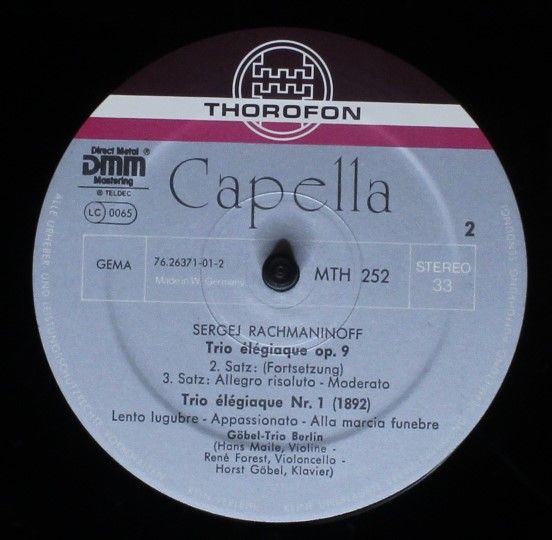 THOROFON
Direct Metal ®
DMM
Mastering
® TELDEC
Capella
LC 0065
2
GEMA
76.26371-01-2
Made in W. Germany
MTH 252
STEREO
33
SERGEJ RACHMANINOFF
Trio élégiaque op. 9
2. Satz: (Fortsetzung)
3. Satz: Allegro risoluto - Moderato
Trio élégiaque Nr. 1 (1892)
Lento lugubre - Appassionato - Alla marcia funebre
Göbel-Trio Berlin
(Hans Maile, Violine -
René Forest, Violoncello -
Horst Göbel, Klavier)
ALLE URHEBER UND